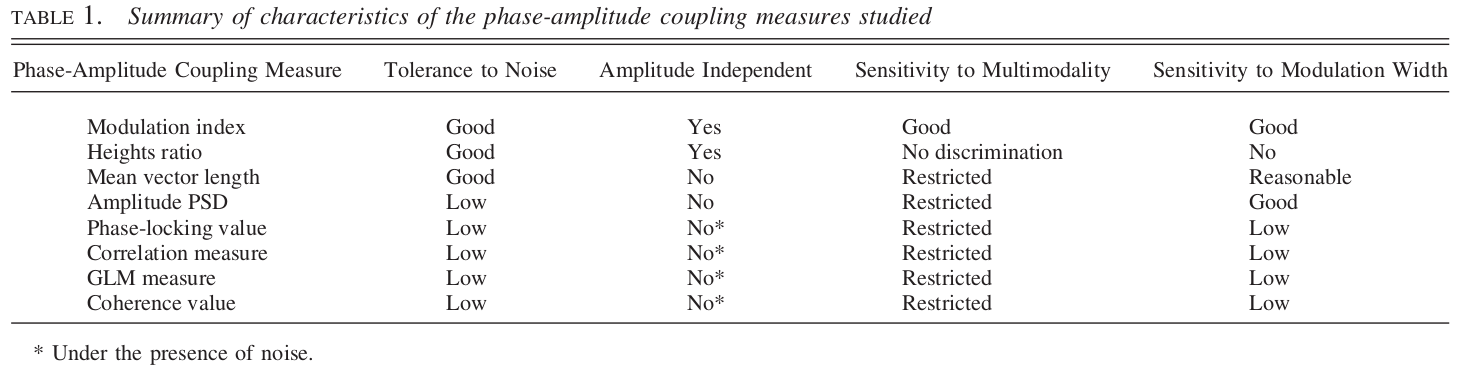 TABLE 1. Summary of characteristics of the phase-amplitude coupling measures studied
Phase-Amplitude Coupling Measure Tolerance to Noise Amplitude Independent Sensitivity to Multimodality Sensitivity to Modulation Width
Modulation index Good Yes Good Good
Heights ratio Good Yes No discrimination No
Mean vector length Good No Restricted Reasonable
Amplitude PSD Low No Restricted Good
Phase-locking value Low No* Restricted Low
Correlation measure Low No* Restricted Low
GLM measure Low No* Restricted Low
Coherence value Low No* Restricted Low
* Under the presence of noise.